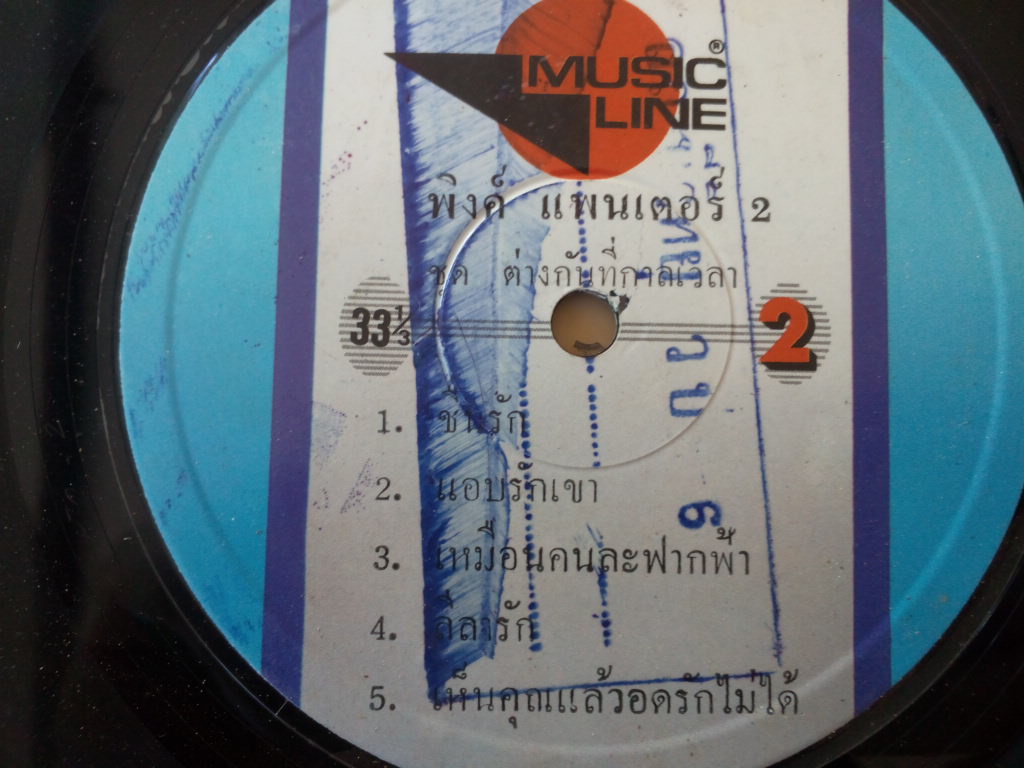 MUSIC®
LINE
พิงค์ แพนเตอร์ 2
ชุด ต่างกันที่กาลเวลา
33⅓
2
1. ช้ำรัก
2. แอบรักเขา
3. เหมือนคนละฟากฟ้า
4. ลีลารัก
5. เห็นคุณแล้วอดรักไม่ได้